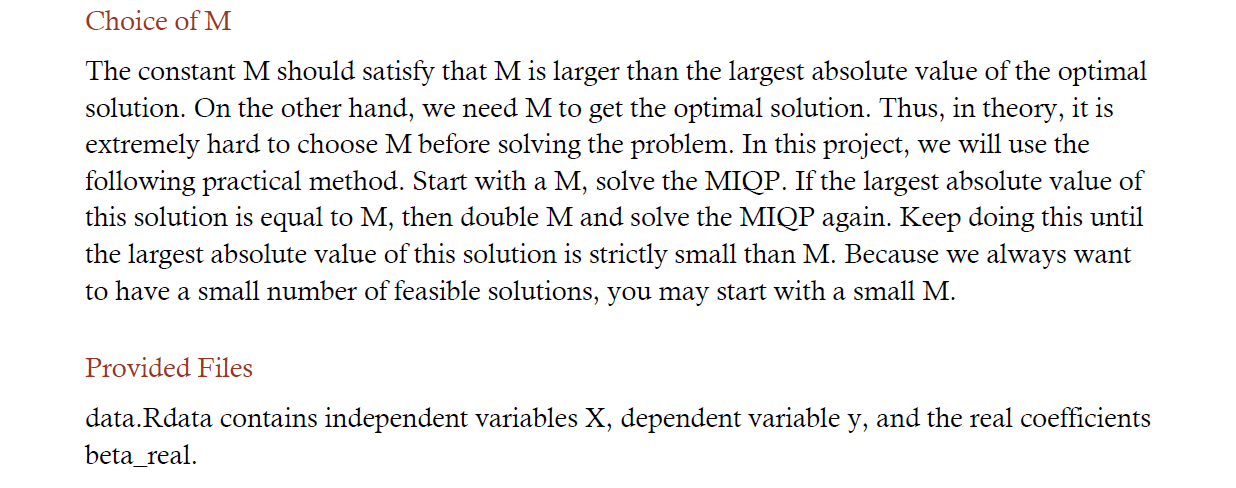 Choice of M
The constant M should satisfy that M is larger than the largest absolute value of the optimal
solution. On the other hand, we need M to get the optimal solution. Thus, in theory, it is
extremely hard to choose M before solving the problem. In this project, we will use the
following practical method. Start with a M, solve the MIQP. If the largest absolute value of
this solution is equal to M, then double M and solve the MIQP again. Keep doing this until
the largest absolute value of this solution is strictly small than M. Because we always want
to have a small number of feasible solutions, you may start with a small M.
Provided Files
data.Rdata contains independent variables X, dependent variable y, and the real coefficients
beta_real.